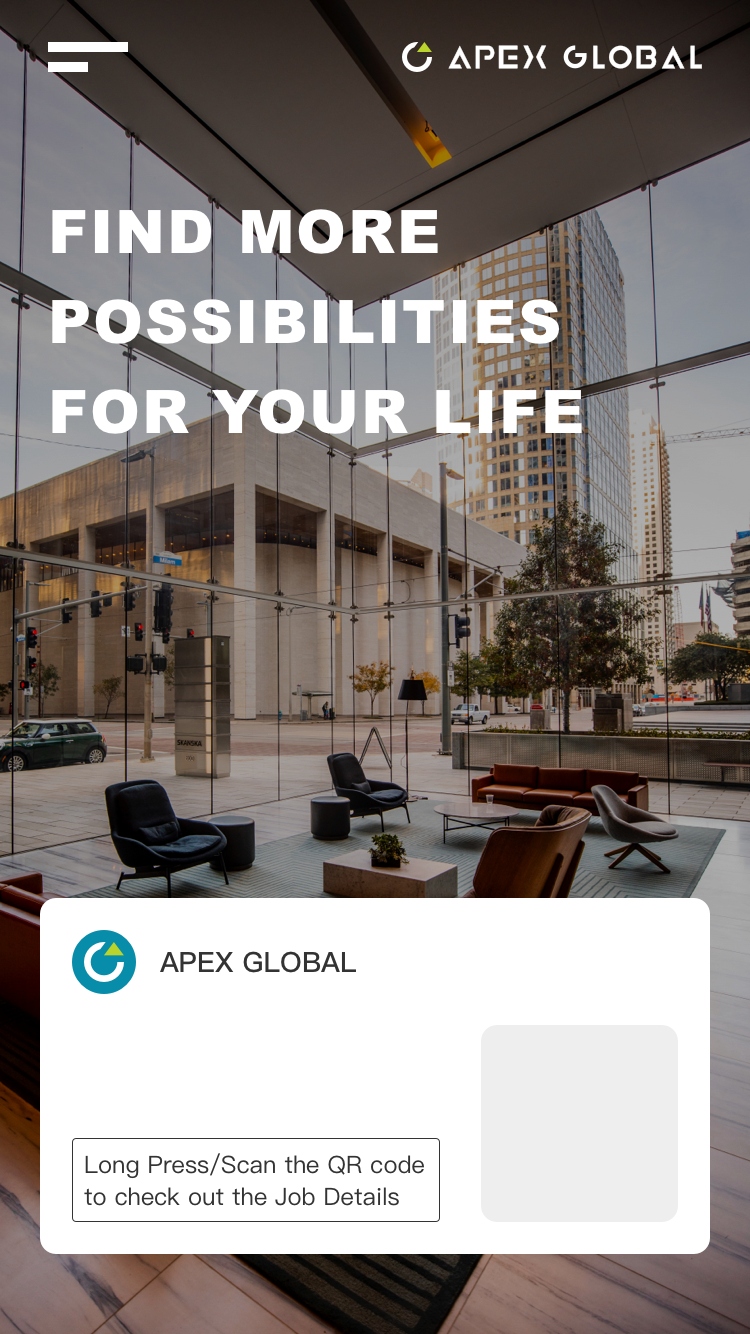 APEX GLOBAL
FIND MORE
POSSIBILITIES
FOR YOUR LIFE
SKANSKA
APEX GLOBAL
Long Press/Scan the QR code
to check out the Job Details